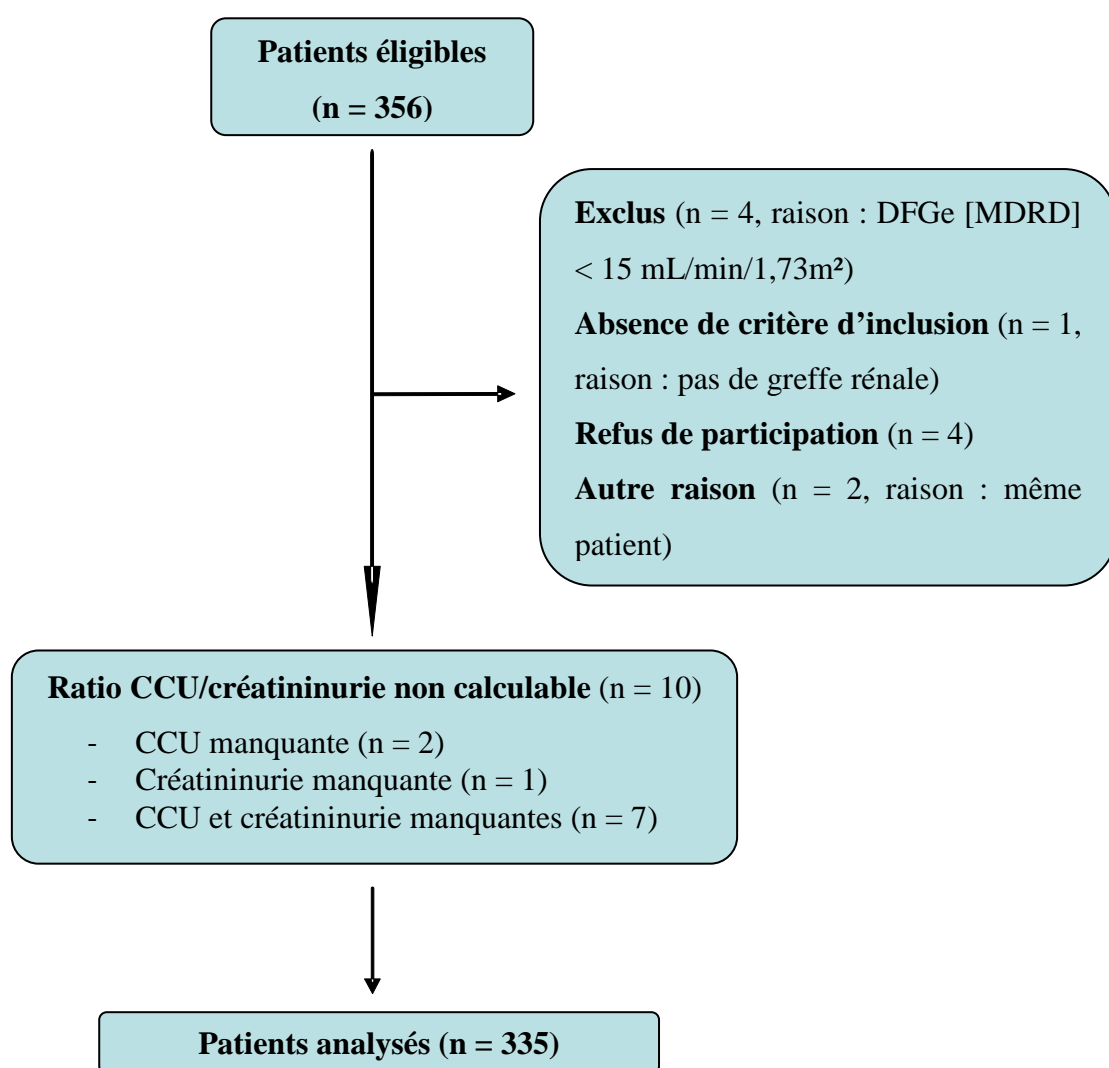 Patients éligibles
(n = 356)
Exclus (n = 4, raison : DFGe [MDRD]
< 15 mL/min/1,73m²)
Absence de critère d’inclusion (n = 1,
raison : pas de greffe rénale)
Refus de participation (n = 4)
Autre raison (n = 2, raison : même
patient)
Ratio CCU/créatininurie non calculable (n = 10)
- CCU manquante (n = 2)
- Créatininurie manquante (n = 1)
- CCU et créatininurie manquantes (n = 7)
Patients analysés (n = 335)